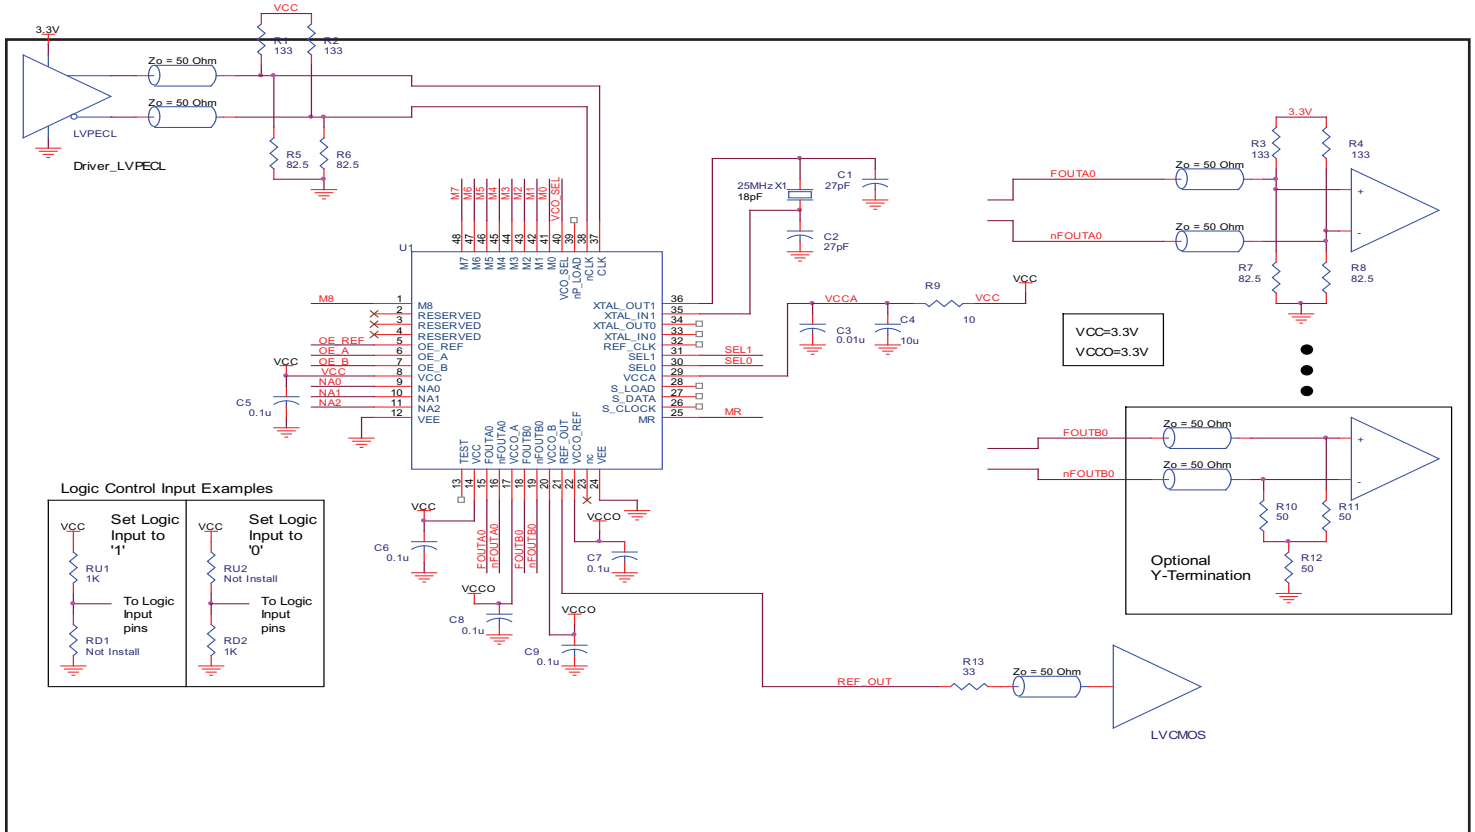 VCC
3.3V
R1
133
R2
133
Zo = 50 Ohm
Zo = 50 Ohm
LVPECL
Driver_LVPECL
R5
82.5
R6
82.5
M7
M6
M5
M4
M3
M2
M1
M0
VCO_SEL
48
47
46
45
44
43
42
41
40
39
38
37
U1
M7
M6
M5
M4
M3
M2
M1
M0
VCO_SEL
nP_LOAD
nCLK
CLK
M8
OE_REF
OE_A
OE_B
VCC
NA0
NA1
NA2
1
2
3
4
5
6
7
8
9
10
11
12
M8
RESERVED
RESERVED
RESERVED
OE_REF
OE_A
OE_B
VCC
NA0
NA1
NA2
VEE
VCC
C5
0.1u
XTAL_OUT1
XTAL_IN1
XTAL_OUT0
XTAL_IN0
REF_CLK
SEL1
SEL0
VCCA
S_LOAD
S_DATA
S_CLOCK
MR
36
35
34
33
32
31
30
29
28
27
26
25
SEL1
SEL0
MR
TEST
VCC
FOUTA0
nFOUTA0
VCCO_A
FOUTB0
nFOUTB0
VCCO_B
REF_OUT
VCCO_REF
nc
VEE
13
14
15
16
17
18
19
20
21
22
23
24
25MHz X1
18pF
C1
27pF
C2
27pF
VCCA
R9
10
VCC
VCC
C3
0.01u
C4
10u
3.3V
R3
133
R4
133
FOUTA0
Zo = 50 Ohm
nFOUTA0
Zo = 50 Ohm
+
-
R7
82.5
R8
82.5
VCC=3.3V
VCCO=3.3V
FOUTB0
Zo = 50 Ohm
nFOUTB0
Zo = 50 Ohm
+
-
R10
50
R11
50
R12
50
Optional
Y-Termination
VCC
C6
0.1u
FOUTA0
nFOUTA0
FOUTB0
nFOUTB0
VCCO
C7
0.1u
VCCO
C8
0.1u
VCCO
C9
0.1u
REF_OUT
R13
33
Zo = 50 Ohm
LVCMOS
Logic Control Input Examples
VCC
Set Logic
Input to
'1'
RU1
1K
To Logic
Input
pins
RD1
Not Install
VCC
Set Logic
Input to
'0'
RU2
Not Install
To Logic
Input
pins
RD2
1K